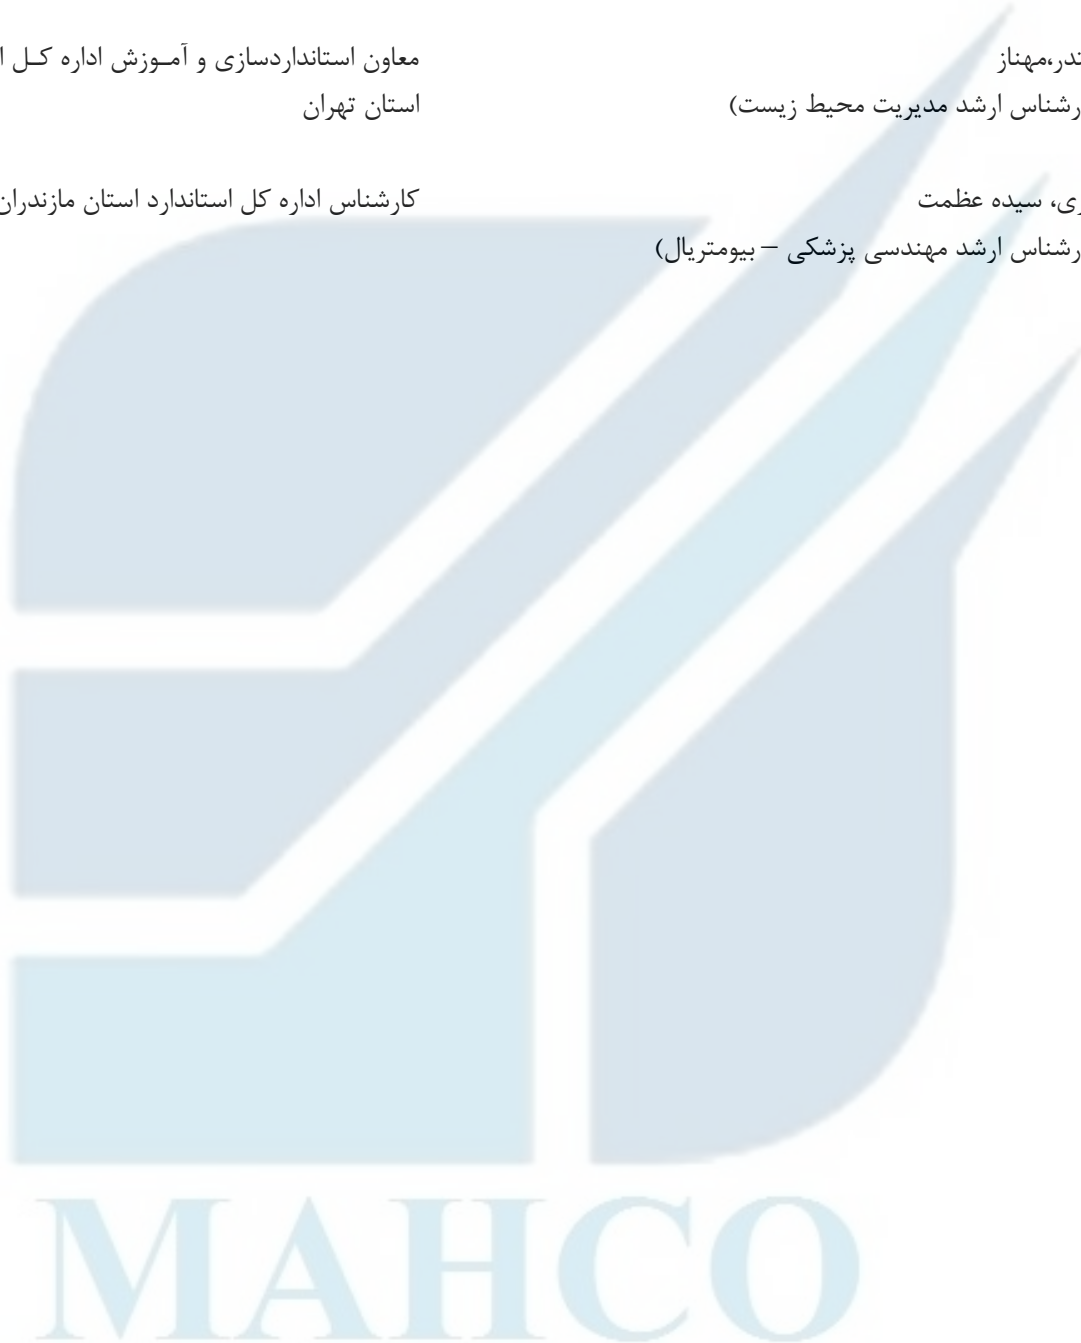 ندر،مهناز
معاون استانداردسازی و آمـوزش اداره کـل
رشناس ارشد مدیریت محیط زیست)
استان تهران
ری، سیده عظمت
کارشناس اداره کل استاندارد استان مازندران
رشناس ارشد مهندسی پزشکی – بیومتریال)
MAHCO